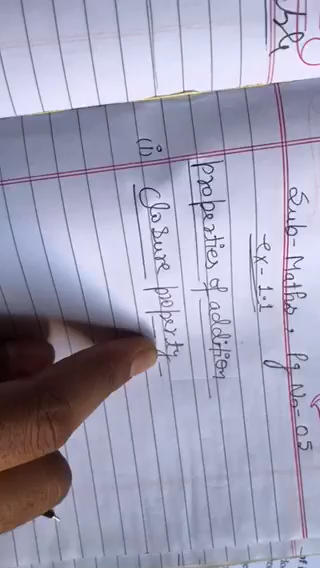 Sub-Maths, Pg No-05
ex-1.1
Properties of addition
(i) Closure property